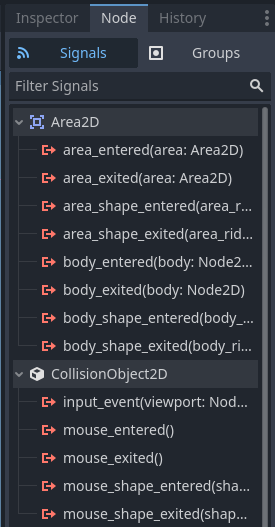 Inspector Node History
Signals Groups
Filter Signals
Area2D
area_entered(area: Area2D)
area_exited(area: Area2D)
area_shape_entered(area_r...
area_shape_exited(area_rid...
body_entered(body: Node2...
body_exited(body: Node2D)
body_shape_entered(body_...
body_shape_exited(body_ri...
CollisionObject2D
input_event(viewport: Nod...
mouse_entered()
mouse_exited()
mouse_shape_entered(sha...
mouse_shape_exited(shap...